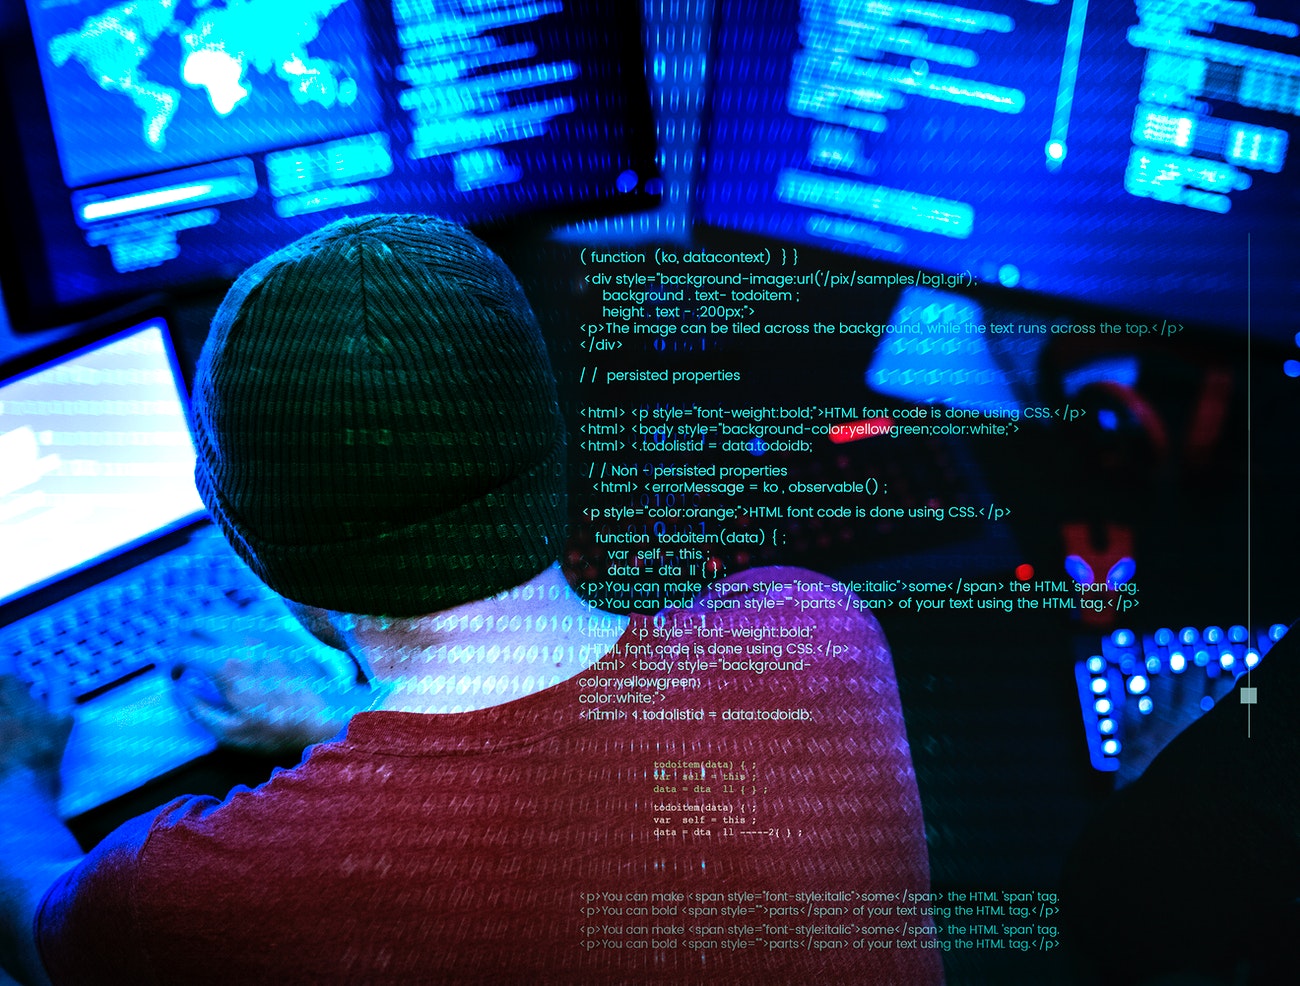 ( function (ko, datacontext) } }
<div style="background-image:url('/pix/samples/bg1.gif');
background . text- todoitem ;
height . text - :200px;">
<p>The image can be tiled across the background, while the text runs across the top.</p>
</div>
// persisted properties
<html> <p style="font-weight:bold;">HTML font code is done using CSS.</p>
<html> <body style="background-color:yellowgreen;color:white;">
<html> <.todolistid = data.todoidb;
// Non - persisted properties
<html> <errorMessage = ko , observable() ;
<p style="color:orange;">HTML font code is done using CSS.</p>
function todoitem(data) { ;
var self = this ;
data = dta ll { } ;
<p>You can make <span style="font-style:italic">some</span> the HTML 'span' tag.
<p>You can bold <span style="">parts</span> of your text using the HTML tag.</p>
<html> <p style="font-weight:bold;"
HTML font code is done using CSS.</p>
<html> <body style="background-
color:yellowgreen;
color:white;">
<html> <.todolistid = data.todoidb;
todoitem(data) { ;
var self = this ;
data = dta ll { } ;
todoitem(data) { ;
var self = this ;
data = dta ll -----2{ } ;
<p>You can make <span style="font-style:italic">some</span> the HTML 'span' tag.
<p>You can bold <span style="">parts</span> of your text using the HTML tag.</p>
<p>You can make <span style="font-style:italic">some</span> the HTML 'span' tag.
<p>You can bold <span style="">parts</span> of your text using the HTML tag.</p>